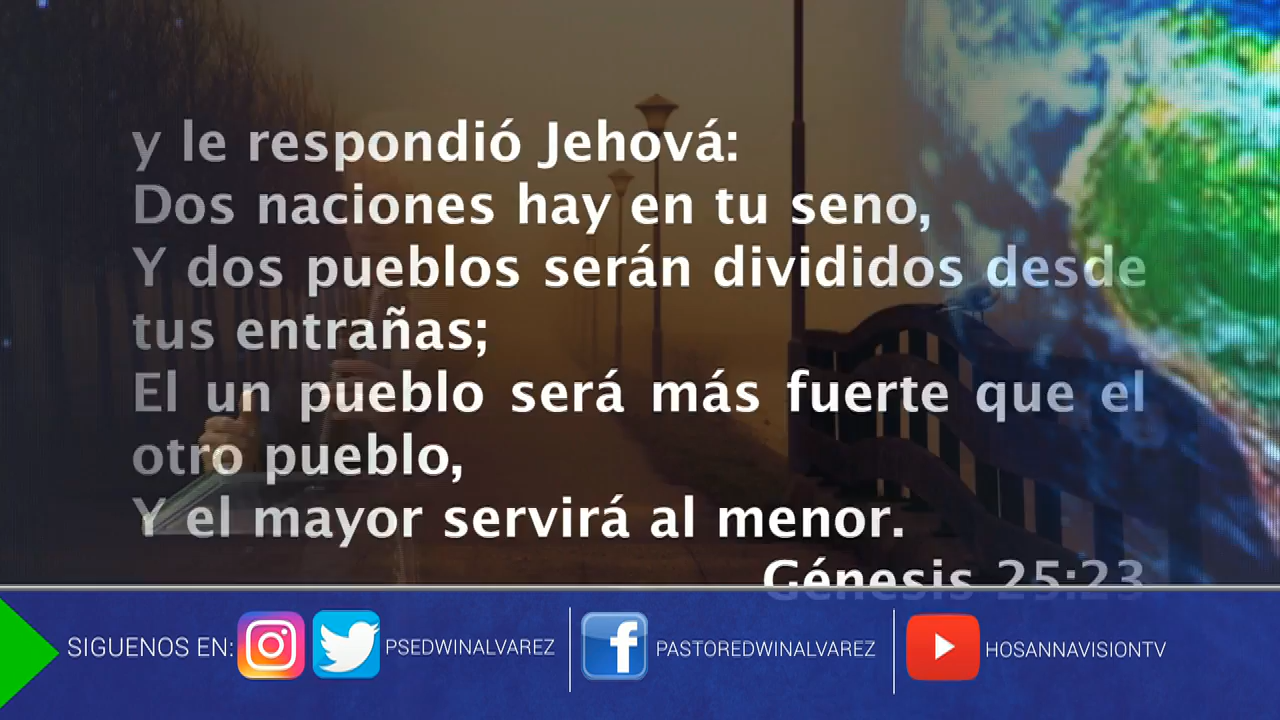 y le respondió Jehová:
Dos naciones hay en tu seno,
Y dos pueblos serán divididos desde
tus entrañas;
El un pueblo será más fuerte que el
otro pueblo,
Y el mayor servirá al menor.
Génesis 25:23
SIGUENOS EN: PSEDWINALVAREZ PASTOREDWINALVAREZ HOSANNAVISIONTV